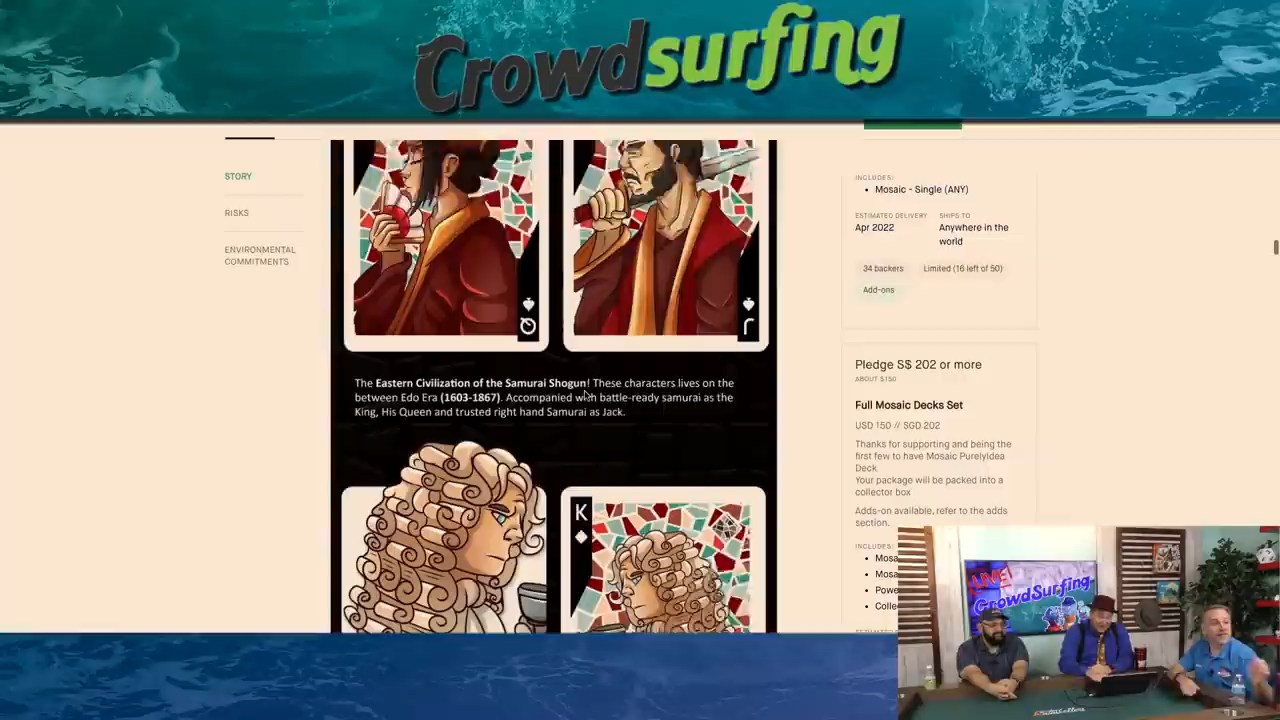 Crowdsurfing
STORY
RISKS
ENVIRONMENTAL
COMMITMENTS
Q
J
The Eastern Civilization of the Samurai Shogun! These characters lives on the
between Edo Era (1603-1867). Accompanied with battle-ready samurai as the
King, His Queen and trusted right hand Samurai as Jack.
K
INCLUDES:
Mosaic - Single (ANY)
ESTIMATED DELIVERY
SHIPS TO
Apr 2022
Anywhere in the
world
34 backers
Limited (16 left of 50)
Add-ons
Pledge S$ 202 or more
ABOUT $150
Full Mosaic Decks Set
USD 150 // SGD 202
Thanks for supporting and being the
first few to have Mosaic PurelyIdea
Deck
Your package will be packed into a
collector box
Adds-on available, refer to the adds
section.
INCLUDES:
Mosa
Mosa
Powe
Colle
LIVE!
CrowdSurfing